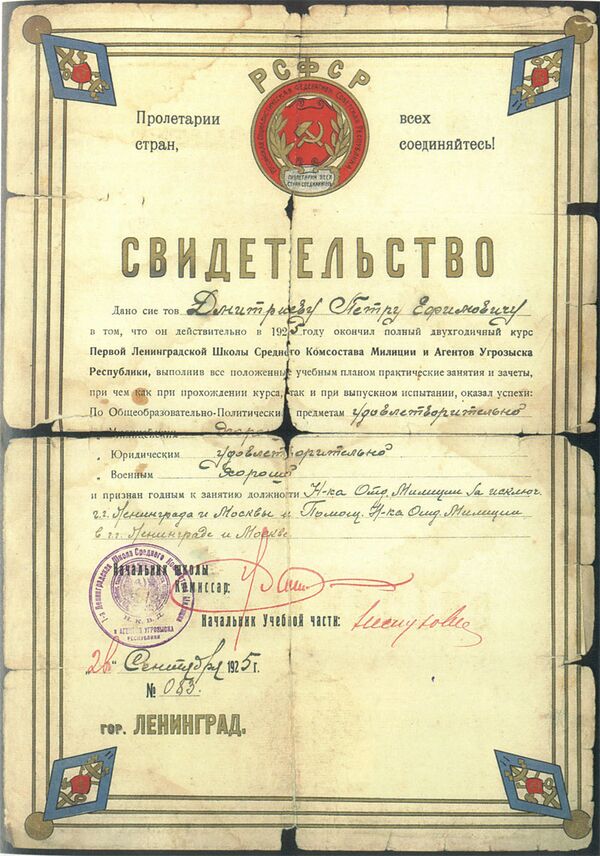 РСФСР
Пролетарии всех
стран, соединяйтесь!
СВИДЕТЕЛЬСТВО
Дано сие тов Дмитриеву Петру Ефимовичу
в том, что он действительно в 1925 году окончил полный двухгодичный курс
Первой Ленинградской Школы Среднего Комсостава Милиции и Агентов Угрозыска
Республики, выполнив все положенные учебным планом практические занятия и зачеты,
при чем как при прохождении курса, так и при выпускном испытании, оказал успехи:
По Общеобразовательно-Политическим предметам удовлетворительно
„ Юридическим удовлетворительно
„ Военным хорошо
и признан годным к занятию должности Н-ка Отд. Милиции за исключ.
г.г. Ленинграда и Москвы и Помощ. Н-ка Отд. Милиции
в г.г. Ленинграде и Москве
Начальник школы
Комиссар:
Начальник Учебной части:
Сентября 1925 г.
№ 083.
гор. ЛЕНИНГРАД.